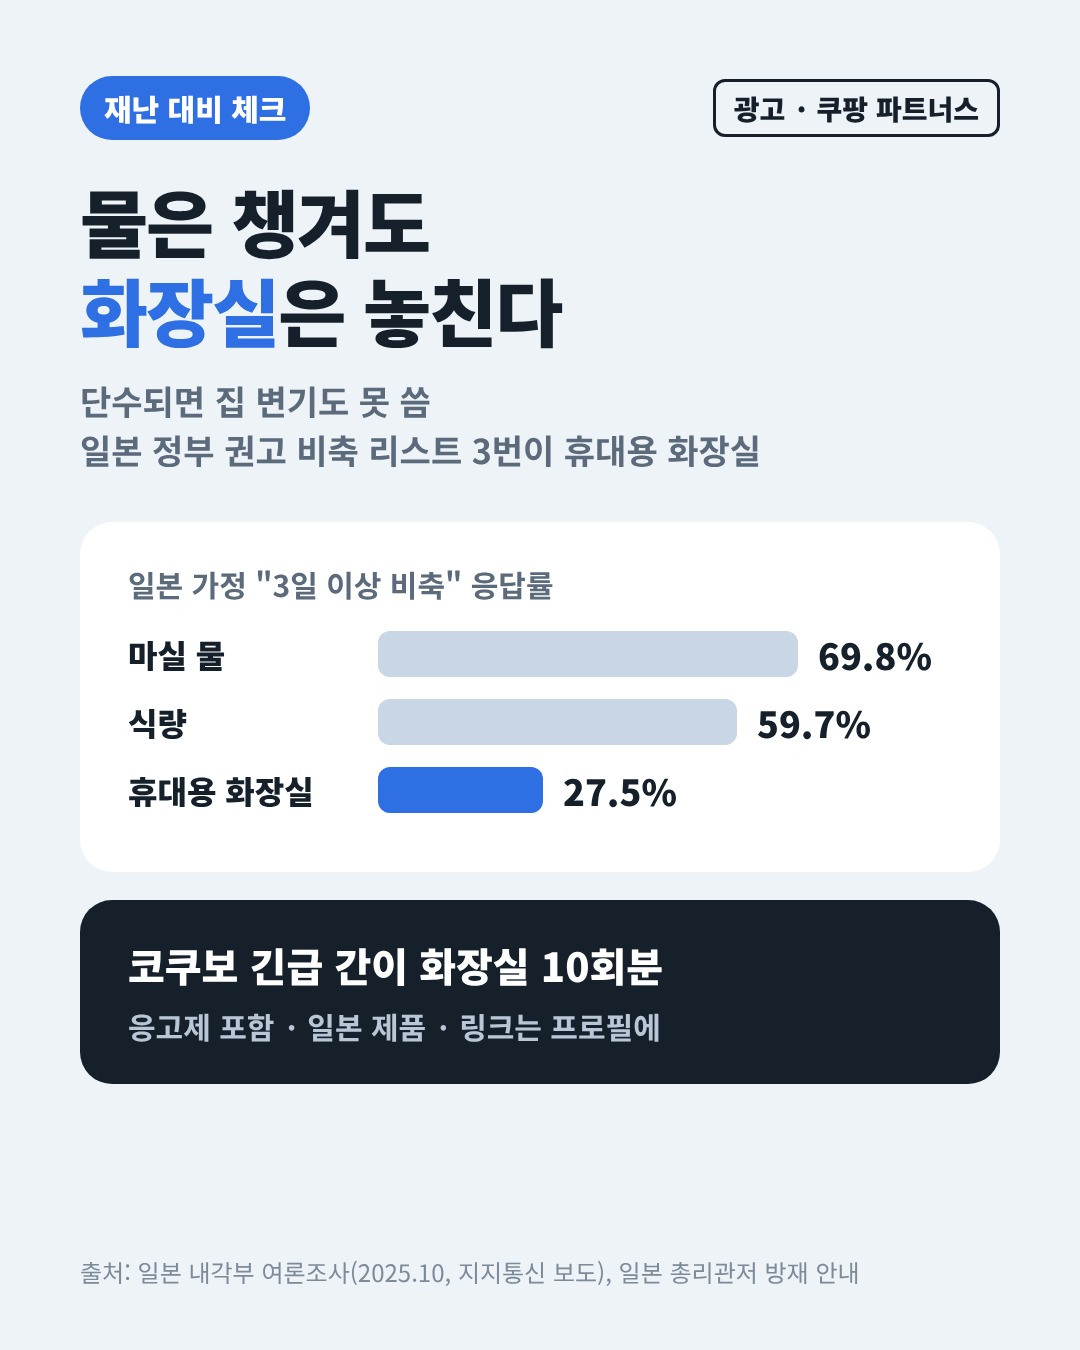 재난 대비 체크
광고 · 쿠팡 파트너스
물은 챙겨도
화장실은 놓친다
단수되면 집 변기도 못 씀
일본 정부 권고 비축 리스트 3번이 휴대용 화장실
일본 가정 "3일 이상 비축" 응답률
마실 물 69.8%
식량 59.7%
휴대용 화장실 27.5%
코쿠보 긴급 간이 화장실 10회분
응고제 포함 · 일본 제품 · 링크는 프로필에
출처: 일본 내각부 여론조사(2025.10, 지지통신 보도), 일본 총리관저 방재 안내